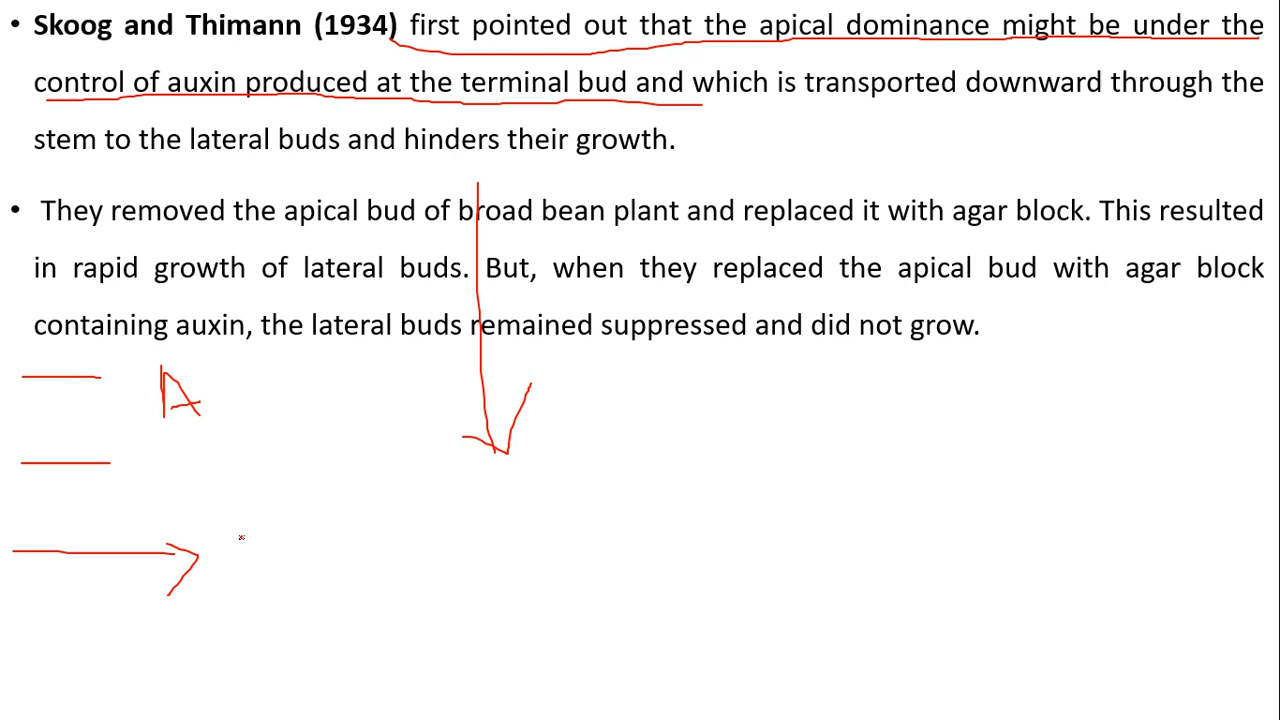 • Skoog and Thimann (1934) first pointed out that the apical dominance might be under the
control of auxin produced at the terminal bud and which is transported downward through the
stem to the lateral buds and hinders their growth.
• They removed the apical bud of broad bean plant and replaced it with agar block. This resulted
in rapid growth of lateral buds. But, when they replaced the apical bud with agar block
containing auxin, the lateral buds remained suppressed and did not grow.
A